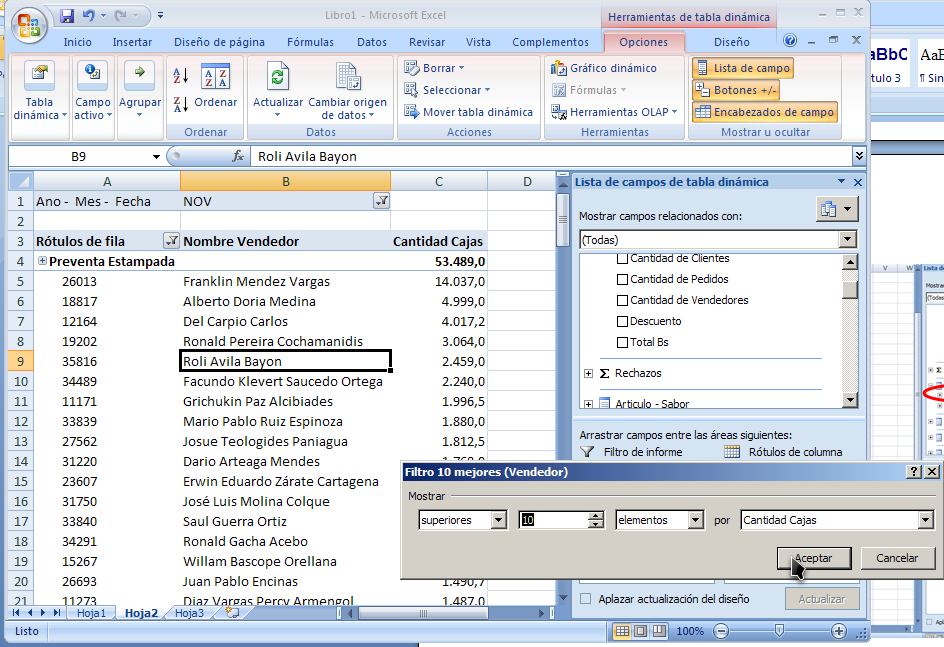 Libro1 - Microsoft Excel
Herramientas de tabla dinámica
Inicio Insertar Diseño de página Fórmulas Datos Revisar Vista Complementos Opciones Diseño
Tabla dinámica
Campo activo
Agrupar
Ordenar
Ordenar
Actualizar
Cambiar origen de datos
Datos
Borrar
Seleccionar
Mover tabla dinámica
Acciones
Gráfico dinámico
Fórmulas
Herramientas OLAP
Herramientas
Lista de campo
Botones +/-
Encabezados de campo
Mostrar u ocultar
B9 fx Roli Avila Bayon
A B C D
1 Ano - Mes - Fecha NOV
2
3 Rótulos de fila Nombre Vendedor Cantidad Cajas
4 Preventa Estampada 53.489,0
5 26013 Franklin Mendez Vargas 14.037,0
6 18817 Alberto Doria Medina 4.999,0
7 12164 Del Carpio Carlos 4.017,2
8 19202 Ronald Pereira Cochamanidis 3.064,0
9 35816 Roli Avila Bayon 2.459,0
10 34489 Facundo Klevert Saucedo Ortega 2.240,0
11 11171 Grichukin Paz Alcibiades 1.996,5
12 33839 Mario Pablo Ruiz Espinoza 1.880,0
13 27562 Josue Teologides Paniagua 1.812,5
14 31220 Dario Arteaga Mendes
15 23607 Erwin Eduardo Zárate Cartagena
16 31750 José Luis Molina Colque
17 33840 Saul Guerra Ortiz
18 34291 Ronald Gacha Acebo
19 15267 Willam Bascope Orellana
20 26693 Juan Pablo Encinas 1.490,7
21 11273 Diaz Vargas Percy Armengol 1.487,0
Hoja1 Hoja2 Hoja3
Listo
100%
Lista de campos de tabla dinámica
Mostrar campos relacionados con:
(Todas)
Cantidad de Clientes
Cantidad de Pedidos
Cantidad de Vendedores
Descuento
Total Bs
Σ Rechazos
Articulo - Sabor
Arrastrar campos entre las áreas siguientes:
Filtro de informe Rótulos de columna
Filtro 10 mejores (Vendedor)
Mostrar
superiores 10 elementos por Cantidad Cajas
Aceptar Cancelar
Aplazar actualización del diseño Actualizar
aBbC
tulo 3
AaB
¶ Sin
V W
Lista de
Mostrar
(Todas)